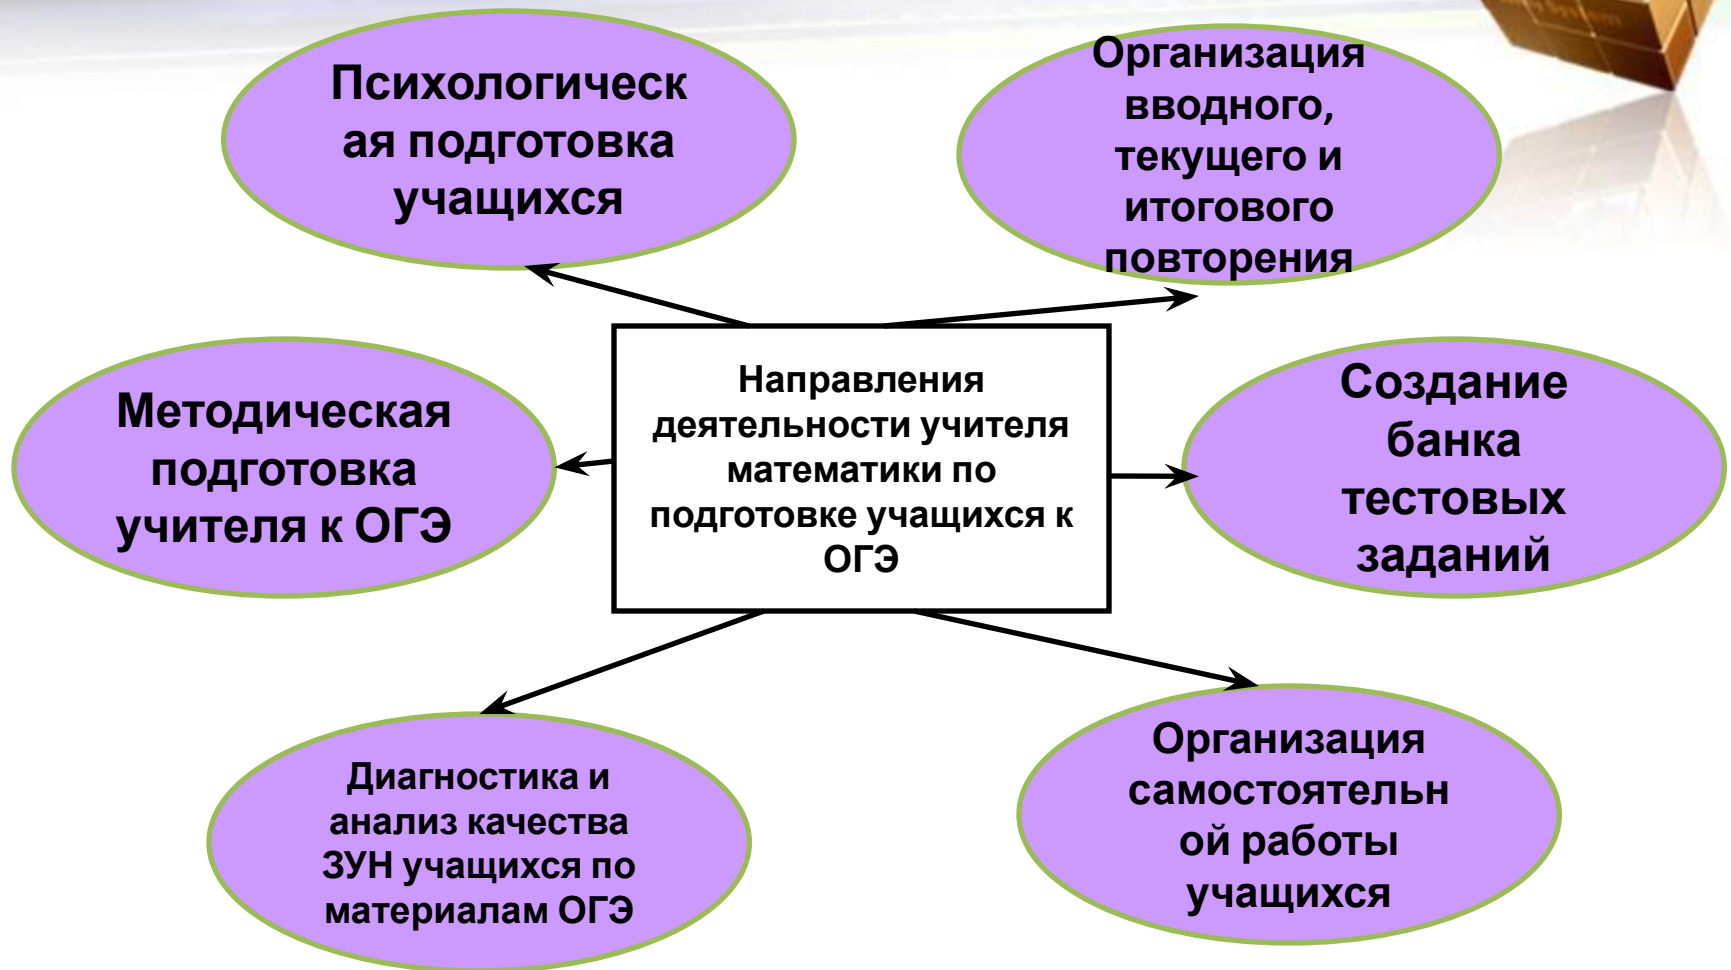 Психологическ
ая подготовка
учащихся
Организация
вводного,
текущего и
итогового
повторения
Методическая
подготовка
учителя к ОГЭ
Направления
деятельности учителя
математики по
подготовке учащихся к
ОГЭ
Создание
банка
тестовых
заданий
Диагностика и
анализ качества
ЗУН учащихся по
материалам ОГЭ
Организация
самостоятельн
ой работы
учащихся